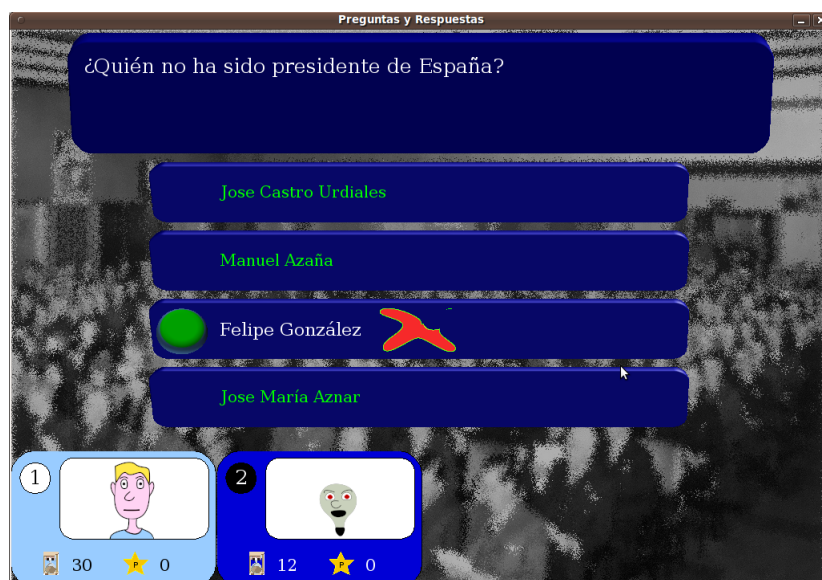 Preguntas y Respuestas
¿Quién no ha sido presidente de España?
Jose Castro Urdiales
Manuel Azaña
Felipe González
Jose María Aznar
1
2
30
P
0
12
P
0